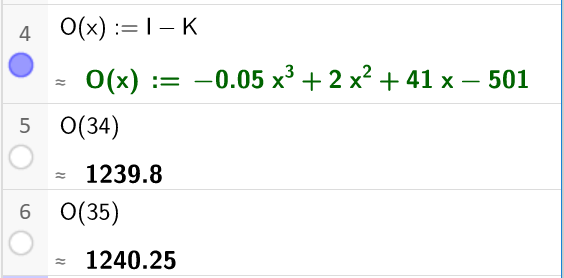 4 O(x) := I – K
≈ O(x) := −0.05 x³ + 2 x² + 41 x − 501
5 O(34)
≈ 1239.8
6 O(35)
≈ 1240.25